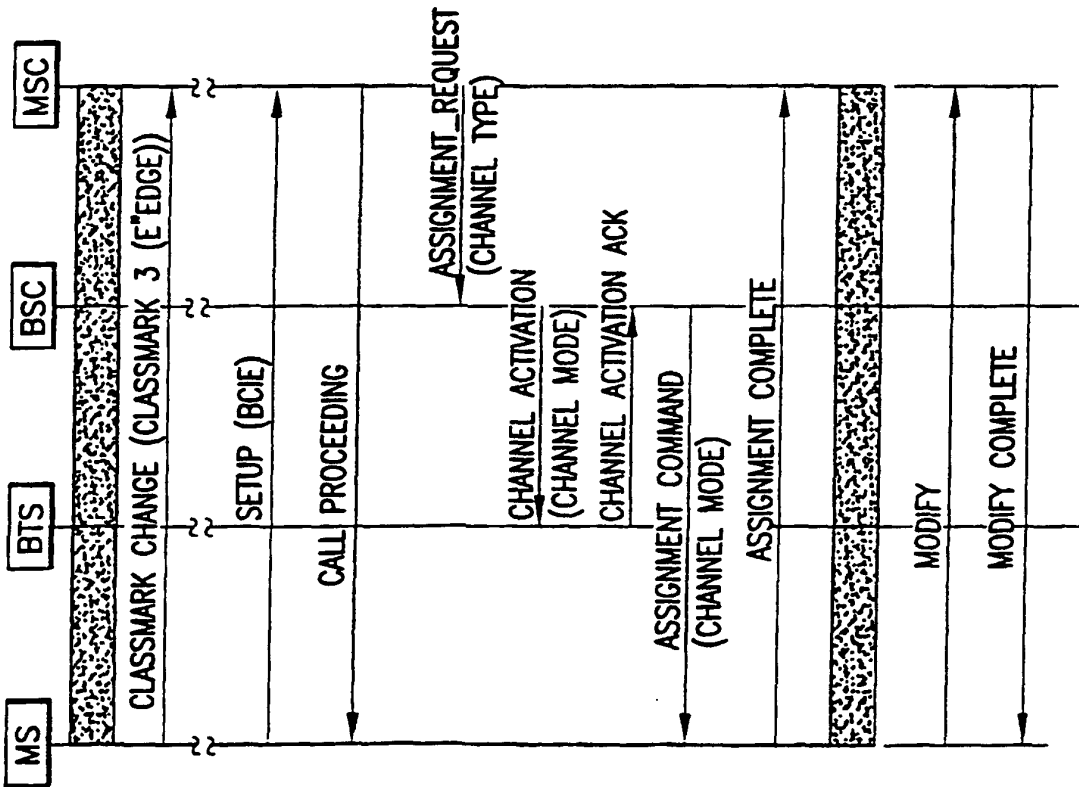 MS
BTS
BSC
MSC
CLASSMARK CHANGE (CLASSMARK 3 (E"EDGE))
SETUP (BCIE)
CALL PROCEEDING
ASSIGNMENT_REQUEST
(CHANNEL TYPE)
CHANNEL ACTIVATION
(CHANNEL MODE)
CHANNEL ACTIVATION ACK
ASSIGNMENT COMMAND
(CHANNEL MODE)
ASSIGNMENT COMPLETE
MODIFY
MODIFY COMPLETE